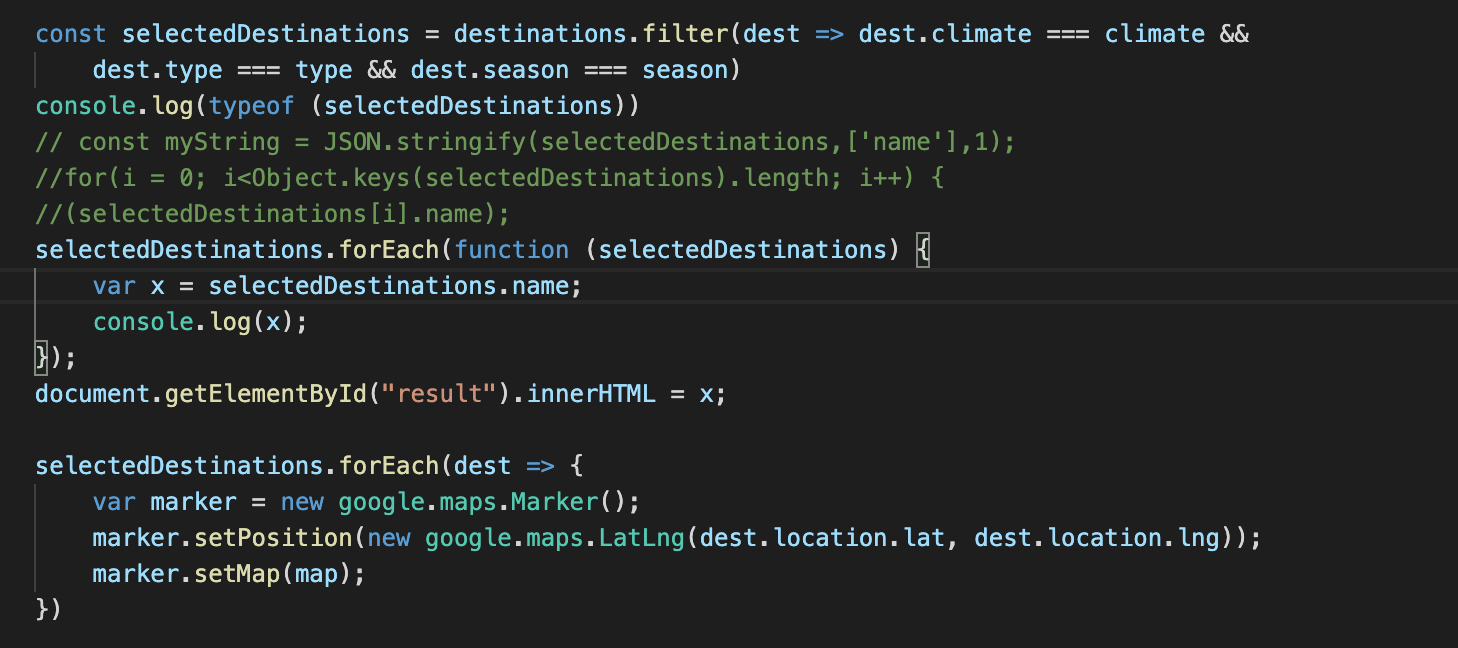 const selectedDestinations = destinations.filter(dest => dest.climate === climate &&
    dest.type === type && dest.season === season)
console.log(typeof (selectedDestinations))
// const myString = JSON.stringify(selectedDestinations,['name'],1);
//for(i = 0; i<Object.keys(selectedDestinations).length; i++) {
//(selectedDestinations[i].name);
selectedDestinations.forEach(function (selectedDestinations) {
    var x = selectedDestinations.name;
    console.log(x);
});
document.getElementById("result").innerHTML = x;

selectedDestinations.forEach(dest => {
    var marker = new google.maps.Marker();
    marker.setPosition(new google.maps.LatLng(dest.location.lat, dest.location.lng));
    marker.setMap(map);
})